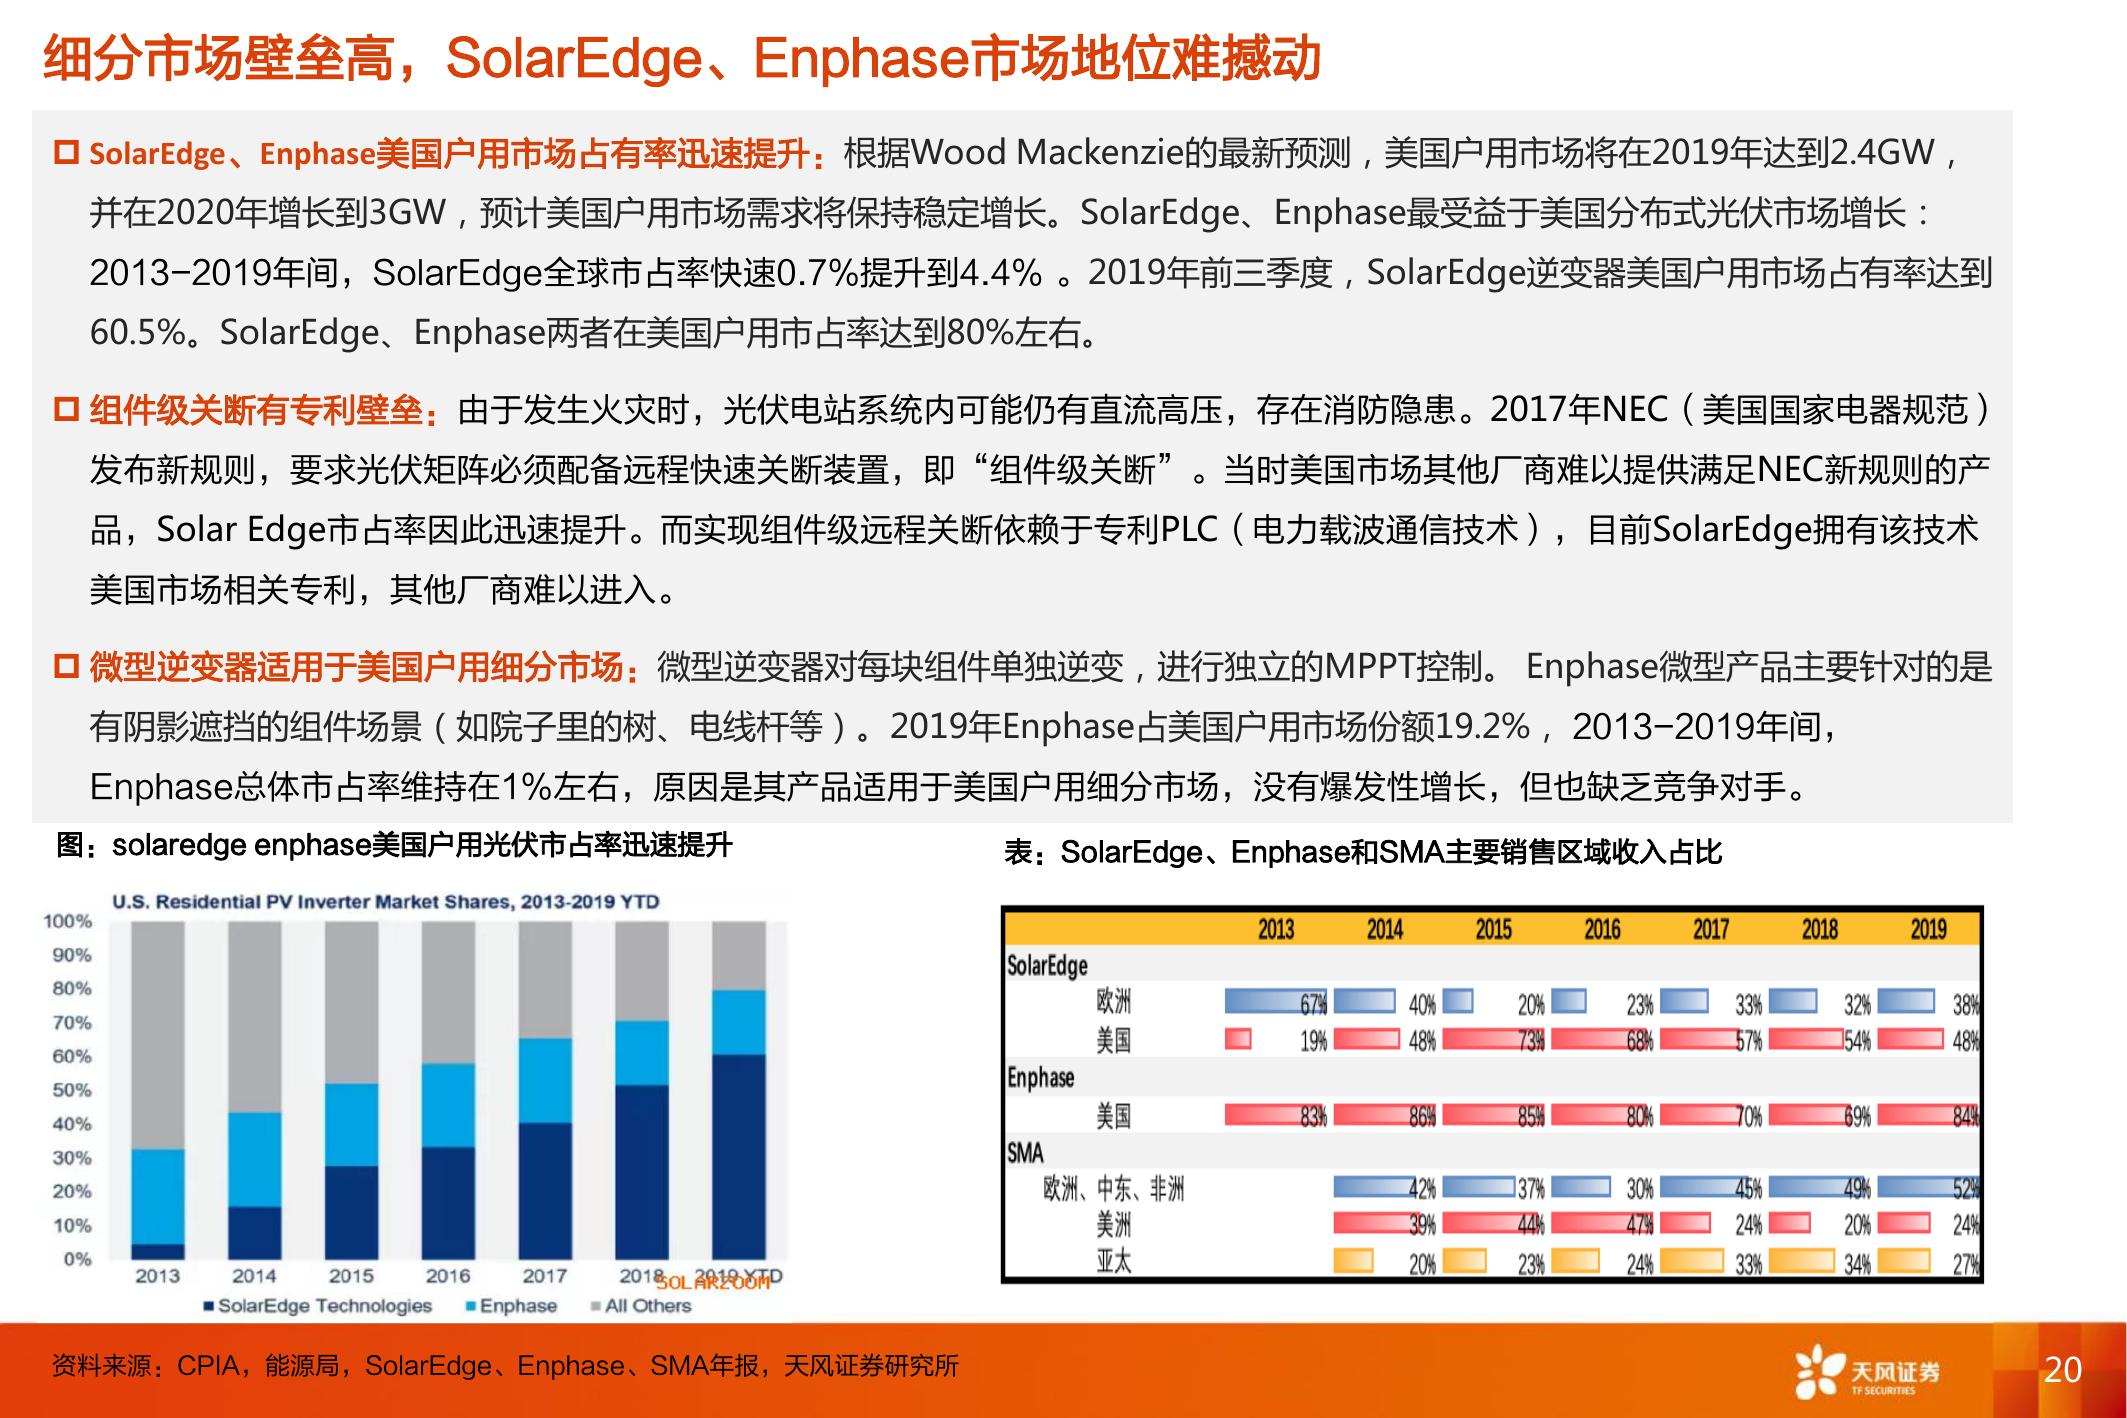 细分市场壁垒高，SolarEdge、Enphase市场地位难撼动
SolarEdge、Enphase美国户用市场占有率迅速提升：根据Wood Mackenzie的最新预测，美国户用市场将在2019年达到2.4GW，
并在2020年增长到3GW，预计美国户用市场需求将保持稳定增长。SolarEdge、Enphase最受益于美国分布式光伏市场增长：
2013-2019年间，SolarEdge全球市占率快速0.7%提升到4.4% 。2019年前三季度，SolarEdge逆变器美国户用市场占有率达到
60.5%。SolarEdge、Enphase两者在美国户用市占率达到80%左右。
组件级关断有专利壁垒：由于发生火灾时，光伏电站系统内可能仍有直流高压，存在消防隐患。2017年NEC（美国国家电器规范）
发布新规则，要求光伏矩阵必须配备远程快速关断装置，即“组件级关断”。当时美国市场其他厂商难以提供满足NEC新规则的产
品，Solar Edge市占率因此迅速提升。而实现组件级远程关断依赖于专利PLC（电力载波通信技术），目前SolarEdge拥有该技术
美国市场相关专利，其他厂商难以进入。
微型逆变器适用于美国户用细分市场：微型逆变器对每块组件单独逆变，进行独立的MPPT控制。 Enphase微型产品主要针对的是
有阴影遮挡的组件场景（如院子里的树、电线杆等）。2019年Enphase占美国户用市场份额19.2%，2013-2019年间，
Enphase总体市占率维持在1%左右，原因是其产品适用于美国户用细分市场，没有爆发性增长，但也缺乏竞争对手。
图：solaredge enphase美国户用光伏市占率迅速提升
U.S. Residential PV Inverter Market Shares, 2013-2019 YTD
100%
90%
80%
70%
60%
50%
40%
30%
20%
10%
0%
2013 2014 2015 2016 2017 2018 2019 YTD
SOLARZOOM
SolarEdge Technologies Enphase All Others
表：SolarEdge、Enphase和SMA主要销售区域收入占比
2013 2014 2015 2016 2017 2018 2019
SolarEdge
欧洲 67% 40% 20% 23% 33% 32% 38%
美国 19% 48% 73% 68% 57% 54% 48%
Enphase
美国 83% 86% 85% 80% 70% 69% 84%
SMA
欧洲、中东、非洲 42% 37% 30% 45% 49% 52%
美洲 39% 44% 47% 24% 20% 24%
亚太 20% 23% 24% 33% 34% 27%
资料来源：CPIA，能源局，SolarEdge、Enphase、SMA年报，天风证券研究所
天风证券
TF SECURITIES
20